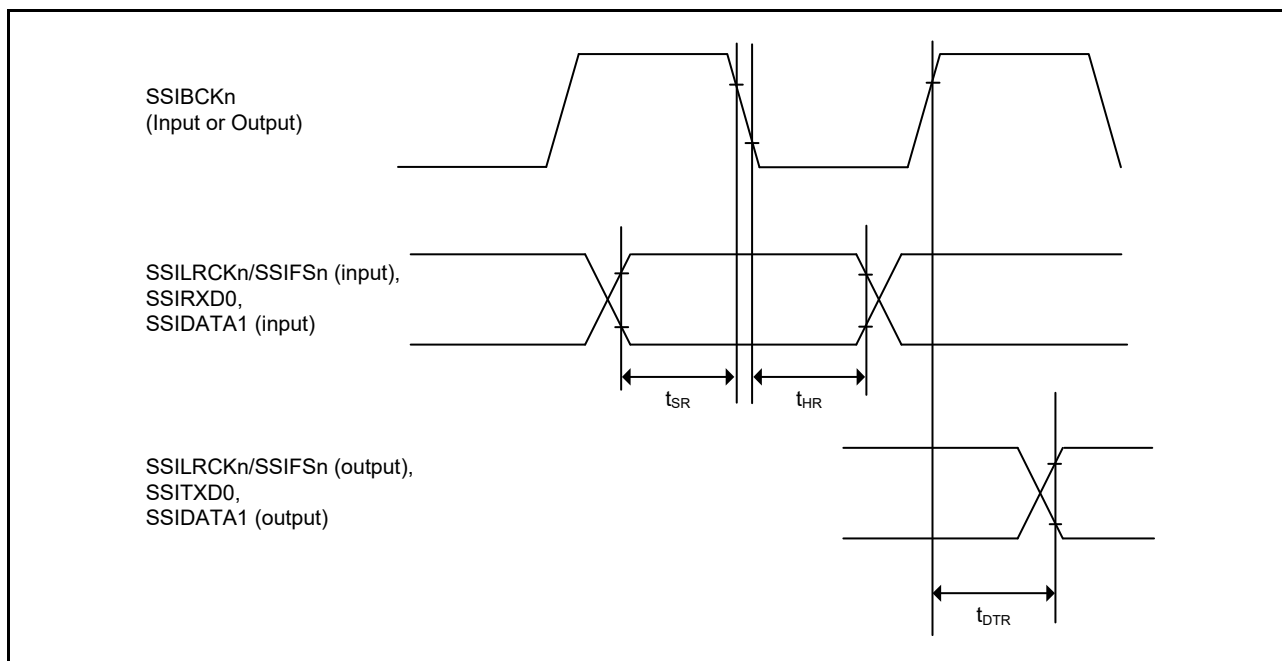 SSIBCKn
(Input or Output)
SSILRCKn/SSIFSn (input),
SSIRXD0,
SSIDATA1 (input)
tSR
tHR
SSILRCKn/SSIFSn (output),
SSITXD0,
SSIDATA1 (output)
tDTR